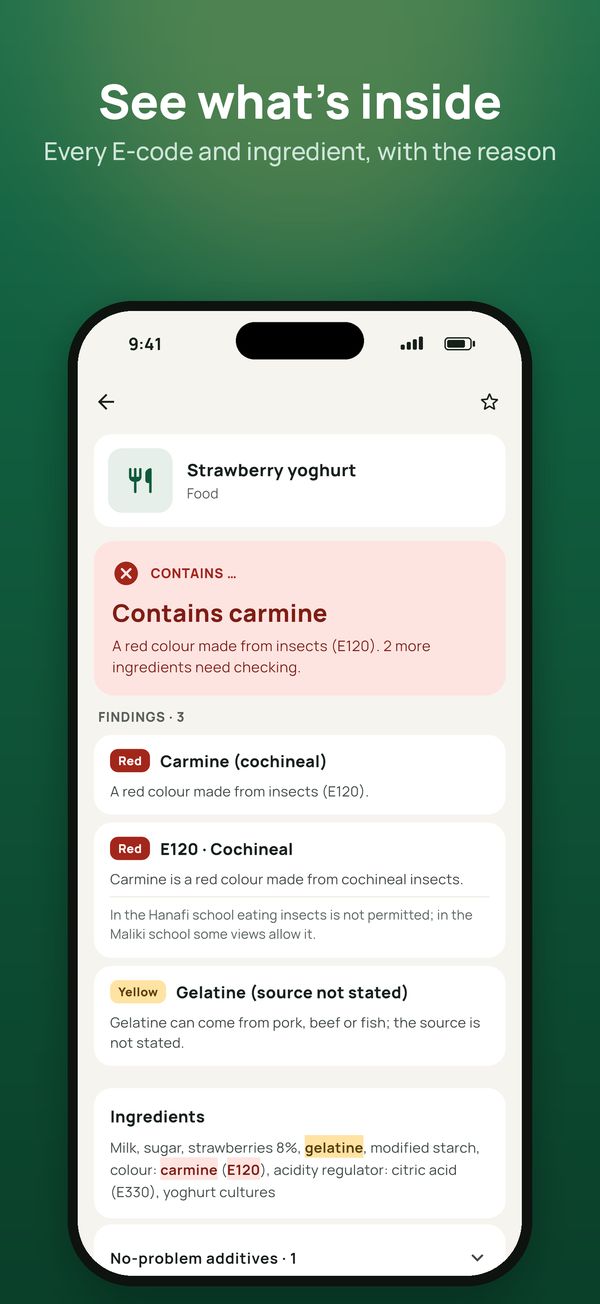 See what’s inside
Every E-code and ingredient, with the reason
9:41
Strawberry yoghurt
Food
CONTAINS …
Contains carmine
A red colour made from insects (E120). 2 more
ingredients need checking.
FINDINGS · 3
Red Carmine (cochineal)
A red colour made from insects (E120).
Red E120 · Cochineal
Carmine is a red colour made from cochineal insects.
In the Hanafi school eating insects is not permitted; in the
Maliki school some views allow it.
Yellow Gelatine (source not stated)
Gelatine can come from pork, beef or fish; the source is
not stated.
Ingredients
Milk, sugar, strawberries 8%, gelatine, modified starch,
colour: carmine (E120), acidity regulator: citric acid
(E330), yoghurt cultures
No-problem additives · 1